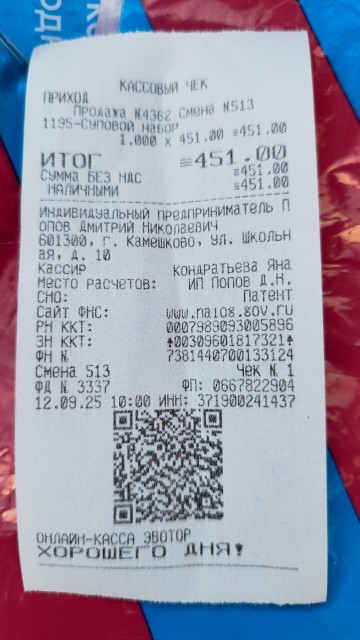 КАССОВЫЙ ЧЕК
ПРИХОД
Продажа №4362 Смена №513
1195-Суповой набор
1.000 x 451.00 ≡451.00
ИТОГ ≡451.00
СУММА БЕЗ НДС ≡451.00
НАЛИЧНЫМИ ≡451.00
ИНДИВИДУАЛЬНЫЙ ПРЕДПРИНИМАТЕЛЬ П
ОПОВ ДМИТРИЙ НИКОЛАЕВИЧ
601300, г. Камешково, ул. Школьн
ая, д. 10
Кассир Кондратьева Яна
Место расчетов: ИП Попов Д.Н.
СНО: Патент
Сайт ФНС: www.nalog.gov.ru
РН ККТ: 0007989093005896
ЗН ККТ: ↑00309601817321↑
ФН № 7381440700133124
Смена 513 Чек № 1
ФД № 3337 ФП: 0667822904
12.09.25 10:00 ИНН: 371900241437
ОНЛАЙН-КАССА ЭВОТОР
ХОРОШЕГО ДНЯ!